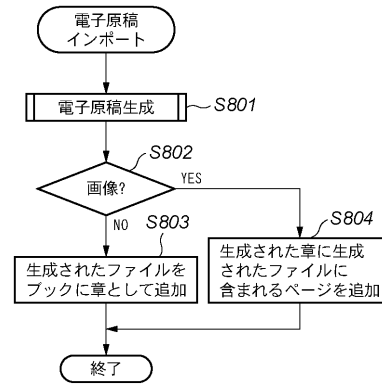 電子原稿
インポート
電子原稿生成
S801
S802
画像?
YES
NO
S803
S804
生成されたファイルを
ブックに章として追加
生成された章に生成
されたファイルに
含まれるページを追加
終了